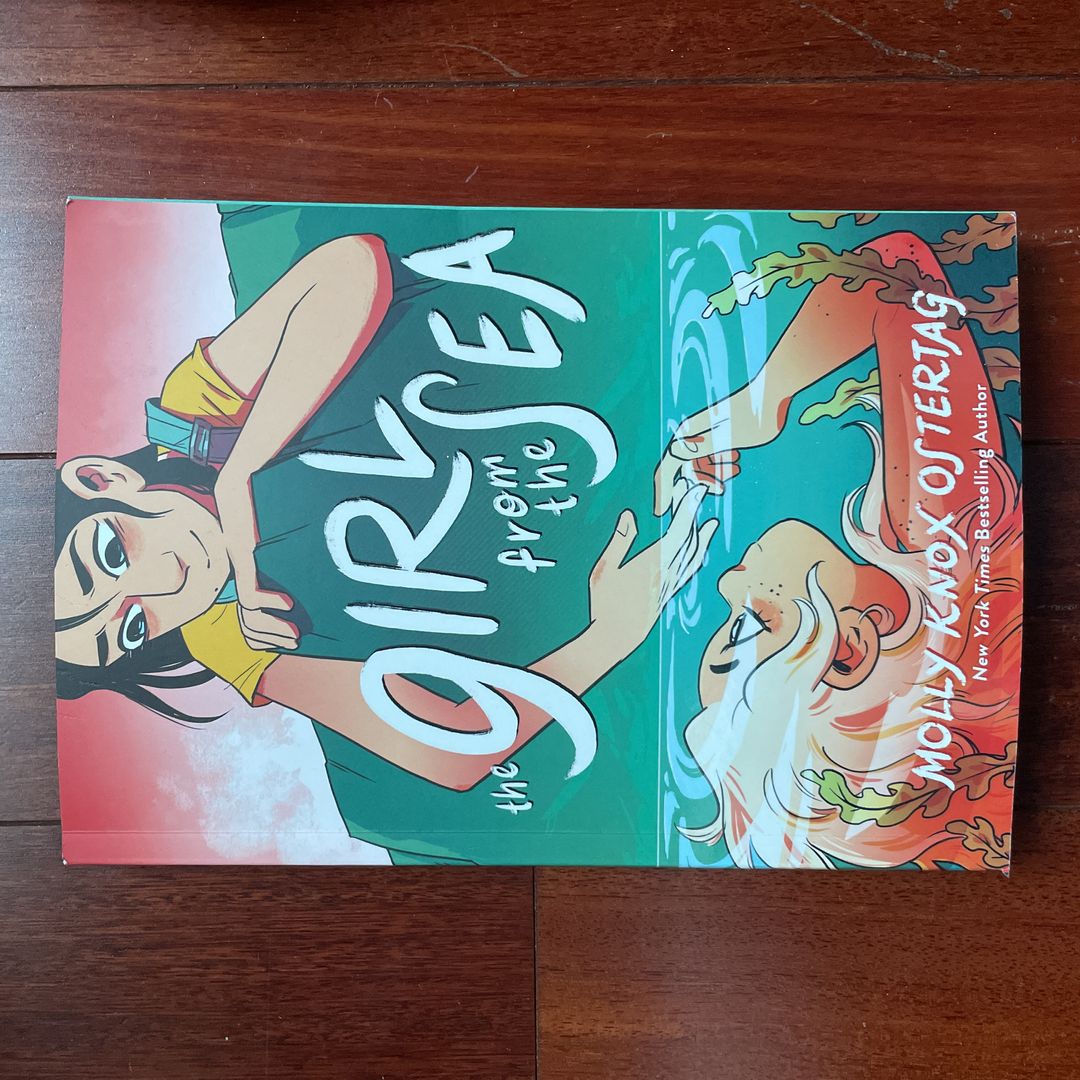 the
GIRL
from the
SEA
MOLLY KNOX OSTERTAG
New York Times Bestselling Author